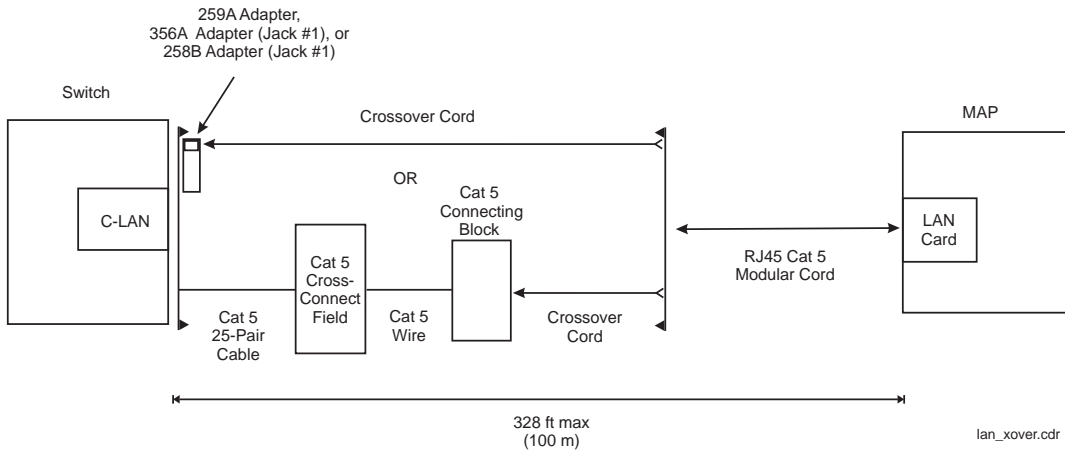 259A Adapter,
356A Adapter (Jack #1), or
258B Adapter (Jack #1)
Switch
Crossover Cord
MAP
OR
C-LAN
Cat 5
Connecting
Block
LAN
Card
Cat 5
Cross-
Connect
Field
RJ45 Cat 5
Modular Cord
Cat 5
25-Pair
Cable
Cat 5
Wire
Crossover
Cord
328 ft max
(100 m)
lan_xover.cdr